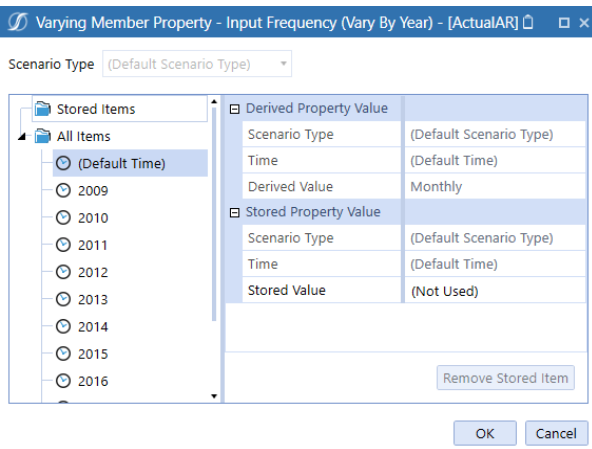 Varying Member Property - Input Frequency (Vary By Year) - [ActualAR]
Scenario Type (Default Scenario Type)
Stored Items
All Items
(Default Time)
2009
2010
2011
2012
2013
2014
2015
2016
Derived Property Value
Scenario Type (Default Scenario Type)
Time (Default Time)
Derived Value Monthly
Stored Property Value
Scenario Type (Default Scenario Type)
Time (Default Time)
Stored Value (Not Used)
Remove Stored Item
OK Cancel